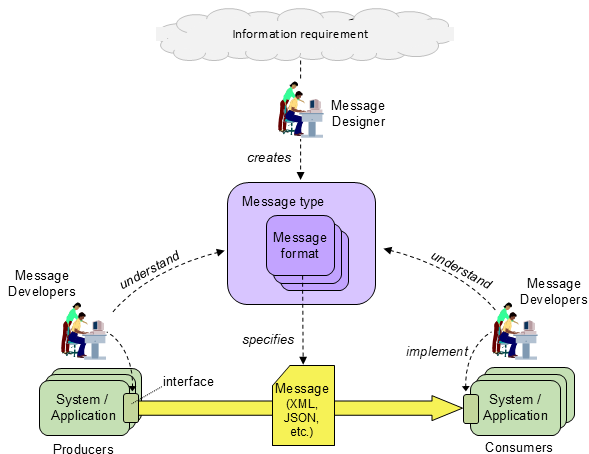 Information requirement
Message
Designer
creates
Message type
Message
format
understand
understand
Message
Developers
Message
Developers
specifies
implement
interface
System /
Application
Message
(XML,
JSON,
etc.)
System /
Application
Producers
Consumers